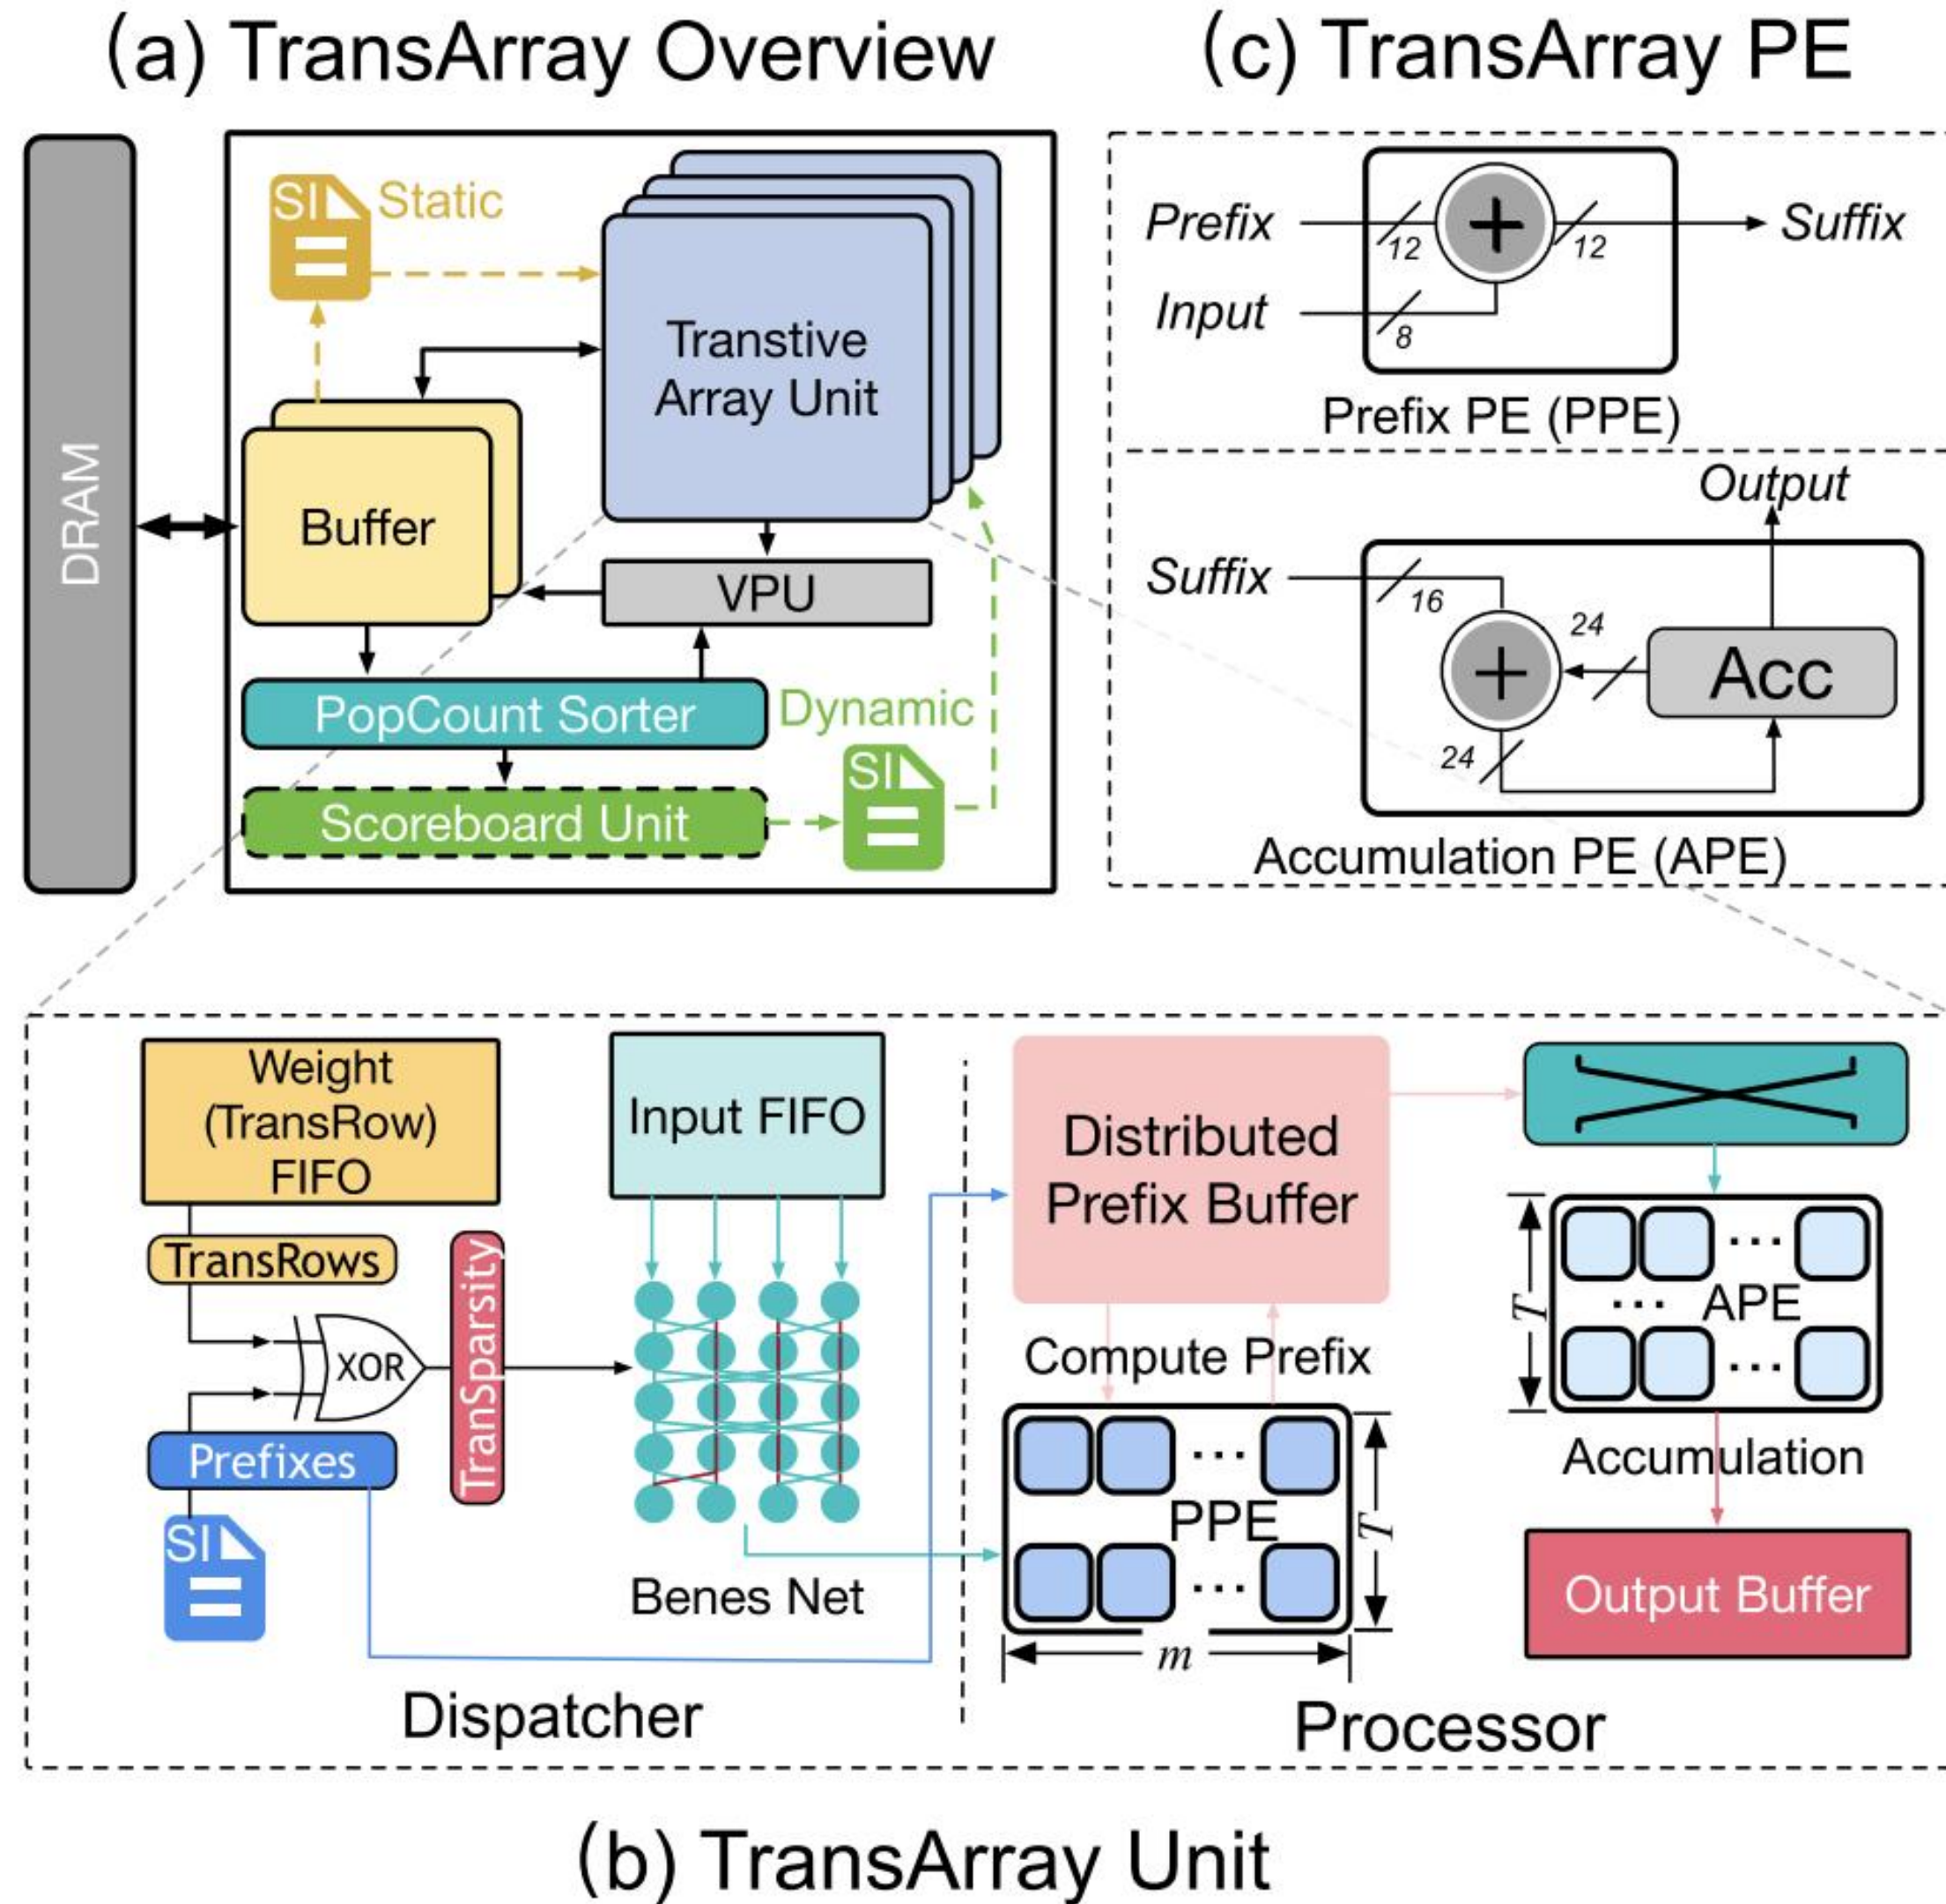 (a) TransArray Overview
(c) TransArray PE
DRAM
SI
Static
Transtive
Array Unit
Buffer
VPU
PopCount Sorter
Dynamic
SI
Scoreboard Unit
Prefix
12
+
12
Suffix
Input
8
Prefix PE (PPE)
Output
Suffix
16
24
+
Acc
24
Accumulation PE (APE)
Weight
(TransRow)
FIFO
TransRows
XOR
Prefixes
SI
TranSparsity
Input FIFO
Benes Net
Dispatcher
Distributed
Prefix Buffer
Compute Prefix
...
PPE
...
T
m
...
... APE
...
T
Accumulation
Output Buffer
Processor
(b) TransArray Unit